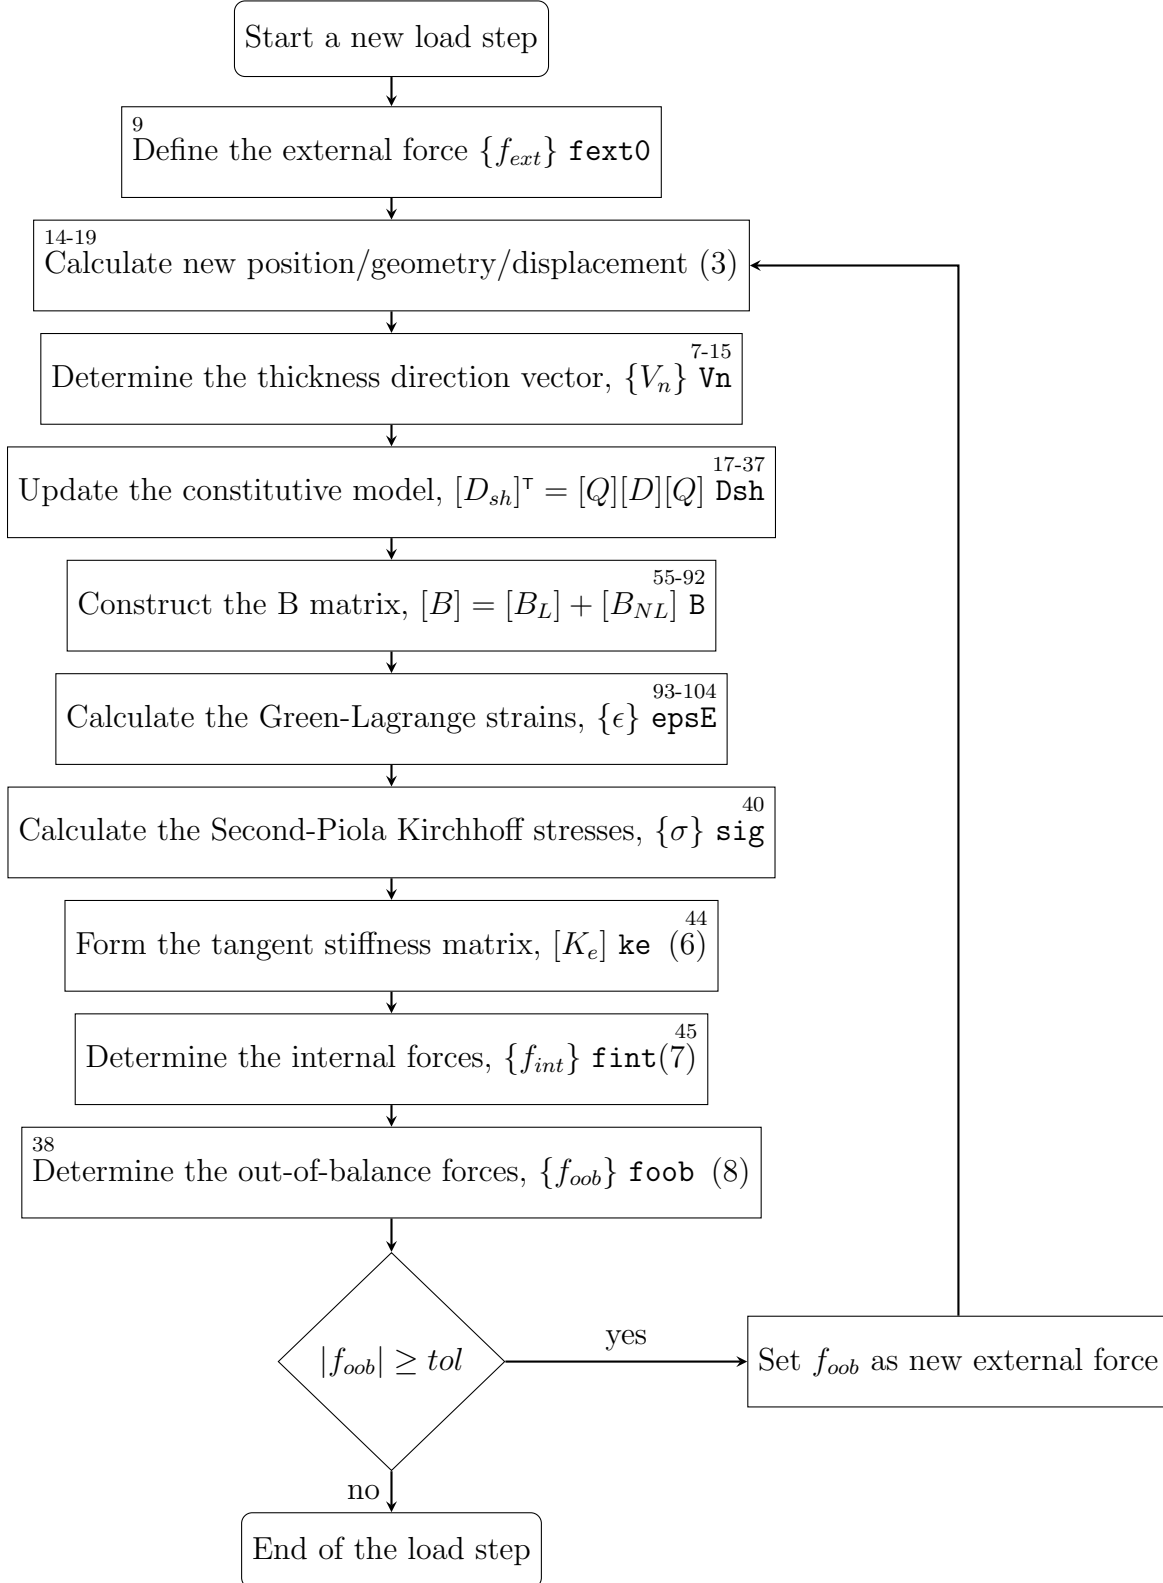 Start a new load step
9
Define the external force {f_ext} fext0
14-19
Calculate new position/geometry/displacement (3)
7-15
Determine the thickness direction vector, {V_n} Vn
17-37
Update the constitutive model, [D_sh]ᵀ = [Q][D][Q] Dsh
55-92
Construct the B matrix, [B] = [B_L] + [B_NL] B
93-104
Calculate the Green-Lagrange strains, {ϵ} epsE
40
Calculate the Second-Piola Kirchhoff stresses, {σ} sig
44
Form the tangent stiffness matrix, [K_e] ke (6)
45
Determine the internal forces, {f_int} fint(7)
38
Determine the out-of-balance forces, {f_oob} foob (8)
|f_oob| ≥ tol
yes
Set f_oob as new external force
no
End of the load step